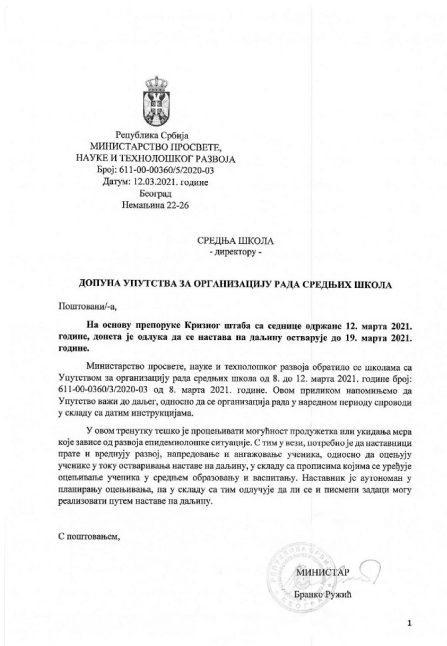 Република Србија
МИНИСТАРСТВО ПРОСВЕТЕ,
НАУКЕ И ТЕХНОЛОШКОГ РАЗВОЈА
Број: 611-00-00360/5/2020-03
Датум: 12.03.2021. године
Београд
Немањина 22-26
СРЕДЊА ШКОЛА
- директору -
ДОПУНА УПУТСТВА ЗА ОРГАНИЗАЦИЈУ РАДА СРЕДЊИХ ШКОЛА
Поштовани/-а,
На основу препоруке Кризног штаба са седнице одржане 12. марта 2021.
године, донета је одлука да се настава на даљину остварује до 19. марта 2021.
године.
Министарство просвете, науке и технолошког развоја обратило се школама са
Упутством за организацију рада средњих школа од 8. до 12. марта 2021. године број:
611-00-00360/3/2020-03 од 8. марта 2021. године. Овом приликом напомињемо да
Упутство важи до даљег, односно да се организација рада у наредном периоду спроводи
у складу са датим инструкцијама.
У овом тренутку тешко је процењивати могућност продужетка или укидања мера
које зависе од развоја епидемиолошке ситуације. С тим у вези, потребно је да наставници
прате и вреднују развој, напредовање и ангажовање ученика, односно да оцењују
ученике у току остваривања наставе на даљину, у складу са прописима којима се уређује
оцењивање ученика у средњем образовању и васпитању. Наставник је аутономан у
планирању оцењивања, па у складу са тим одлучује да ли се и писмени задаци могу
реализовати путем наставе на даљину.
С поштовањем,
МИНИСТАР
Бранко Ружић
1